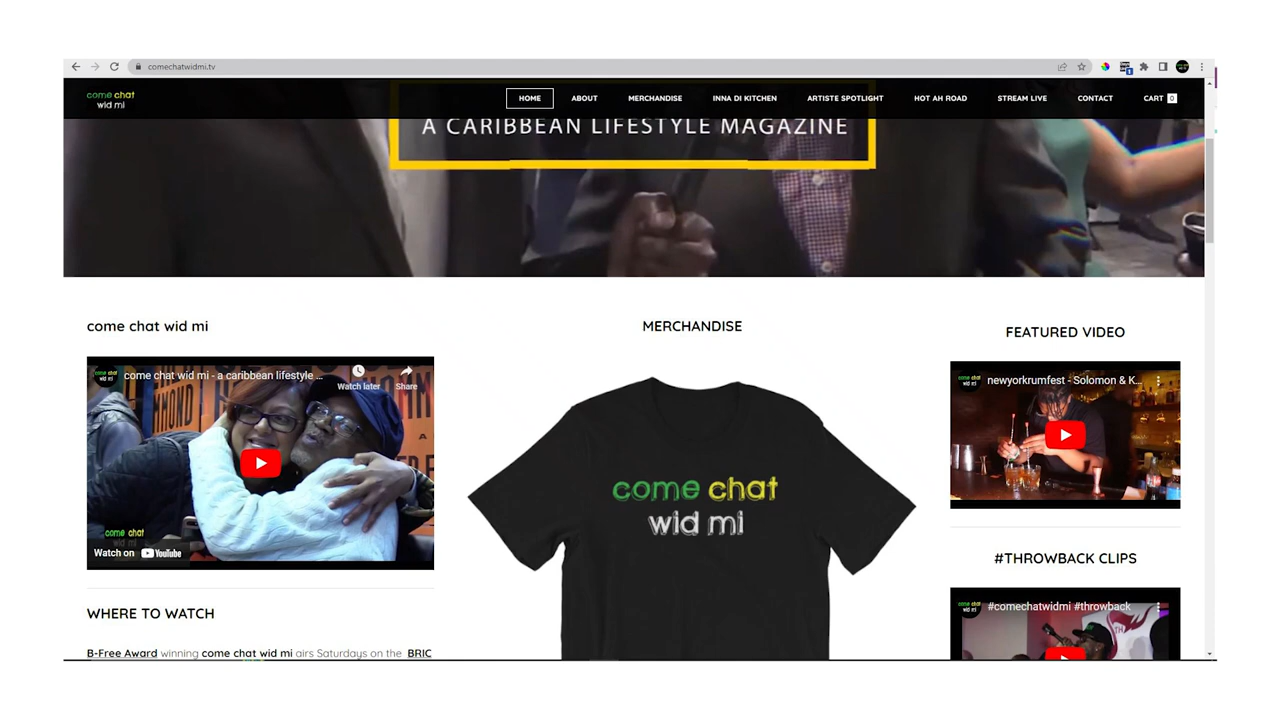 comechatwidmi.tv
come chat
wid mi
HOME
ABOUT
MERCHANDISE
INNA DI KITCHEN
ARTISTE SPOTLIGHT
HOT AH ROAD
STREAM LIVE
CONTACT
CART 0
A CARIBBEAN LIFESTYLE MAGAZINE
come chat wid mi
come chat wid mi - a caribbean lifestyle ...
Watch later
Share
come chat
wid mi
Watch on YouTube
WHERE TO WATCH
B-Free Award winning come chat wid mi airs Saturdays on the BRIC
MERCHANDISE
come chat
wid mi
FEATURED VIDEO
newyorkrumfest - Solomon & K...
#THROWBACK CLIPS
#comechatwidmi #throwback